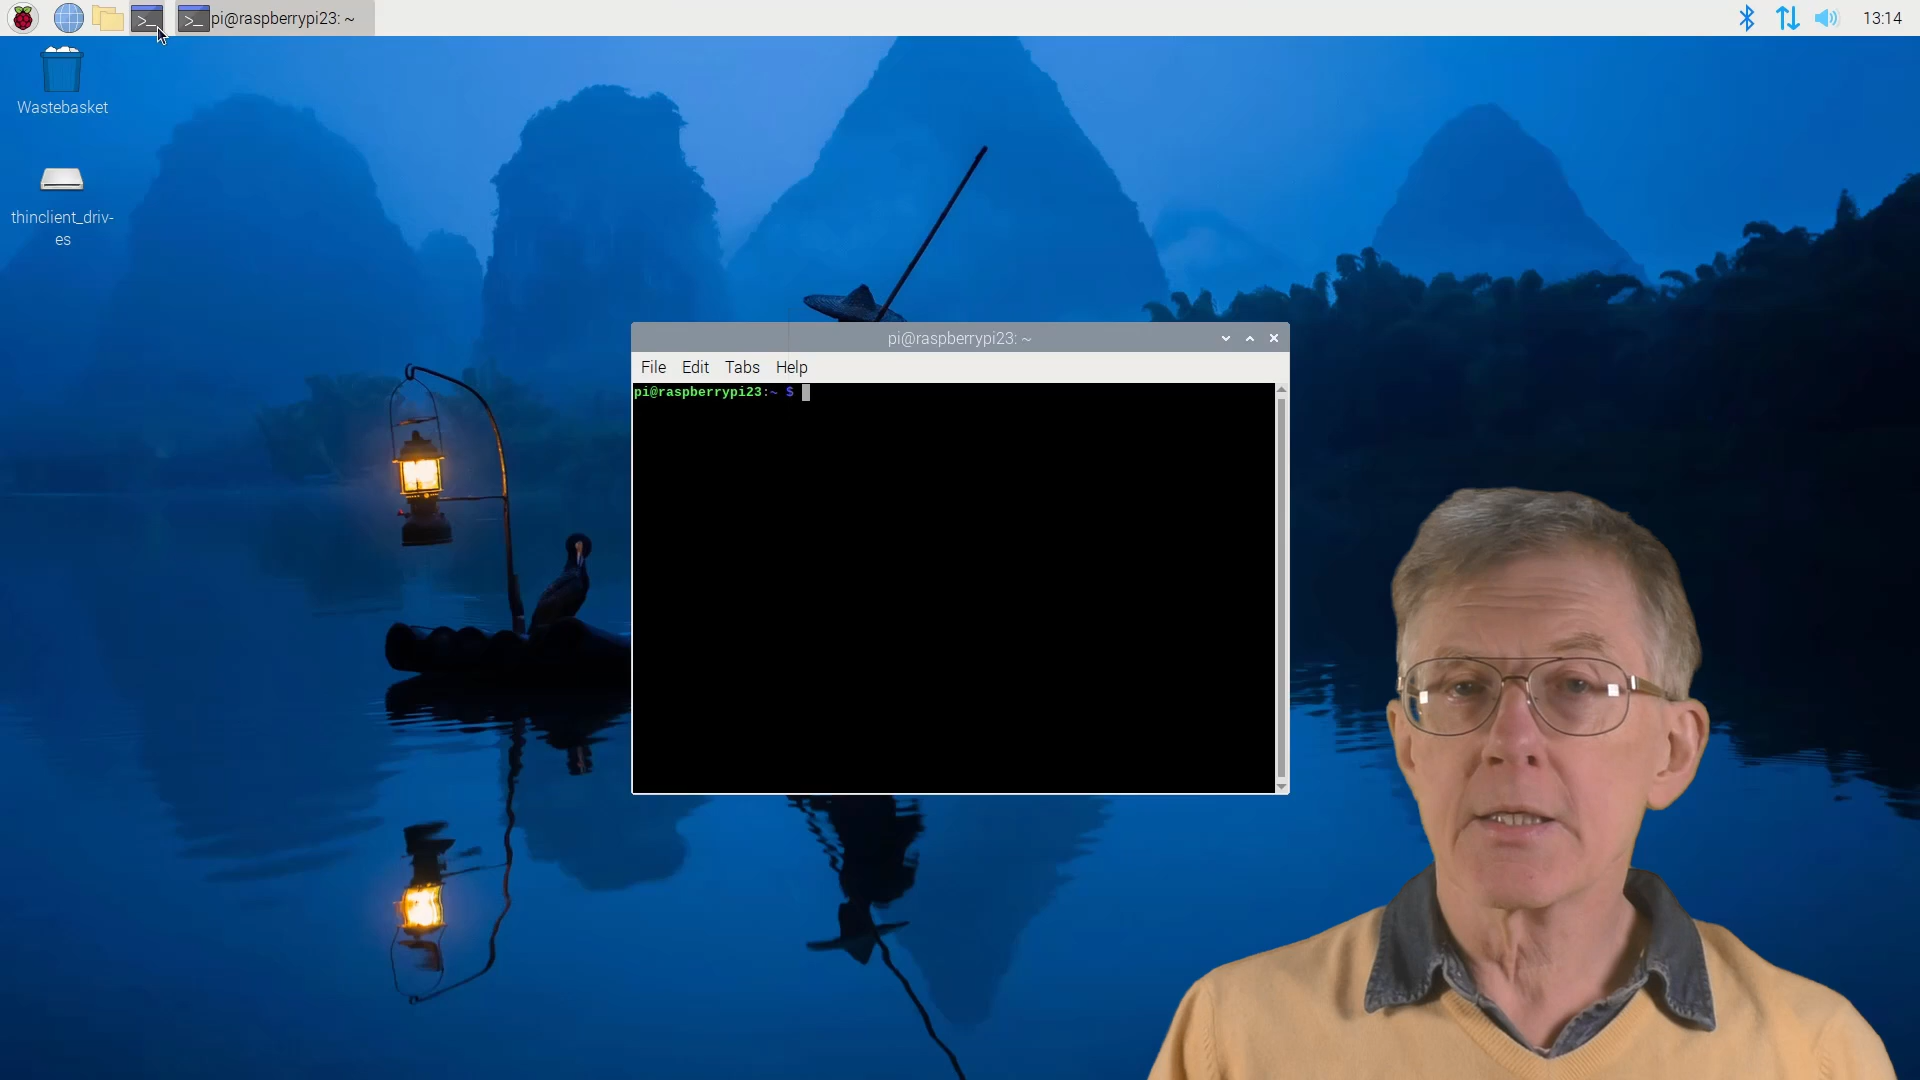 pi@raspberrypi23: ~
13:14
Wastebasket
thinclient_driv-
es
pi@raspberrypi23: ~
File Edit Tabs Help
pi@raspberrypi23:~ $